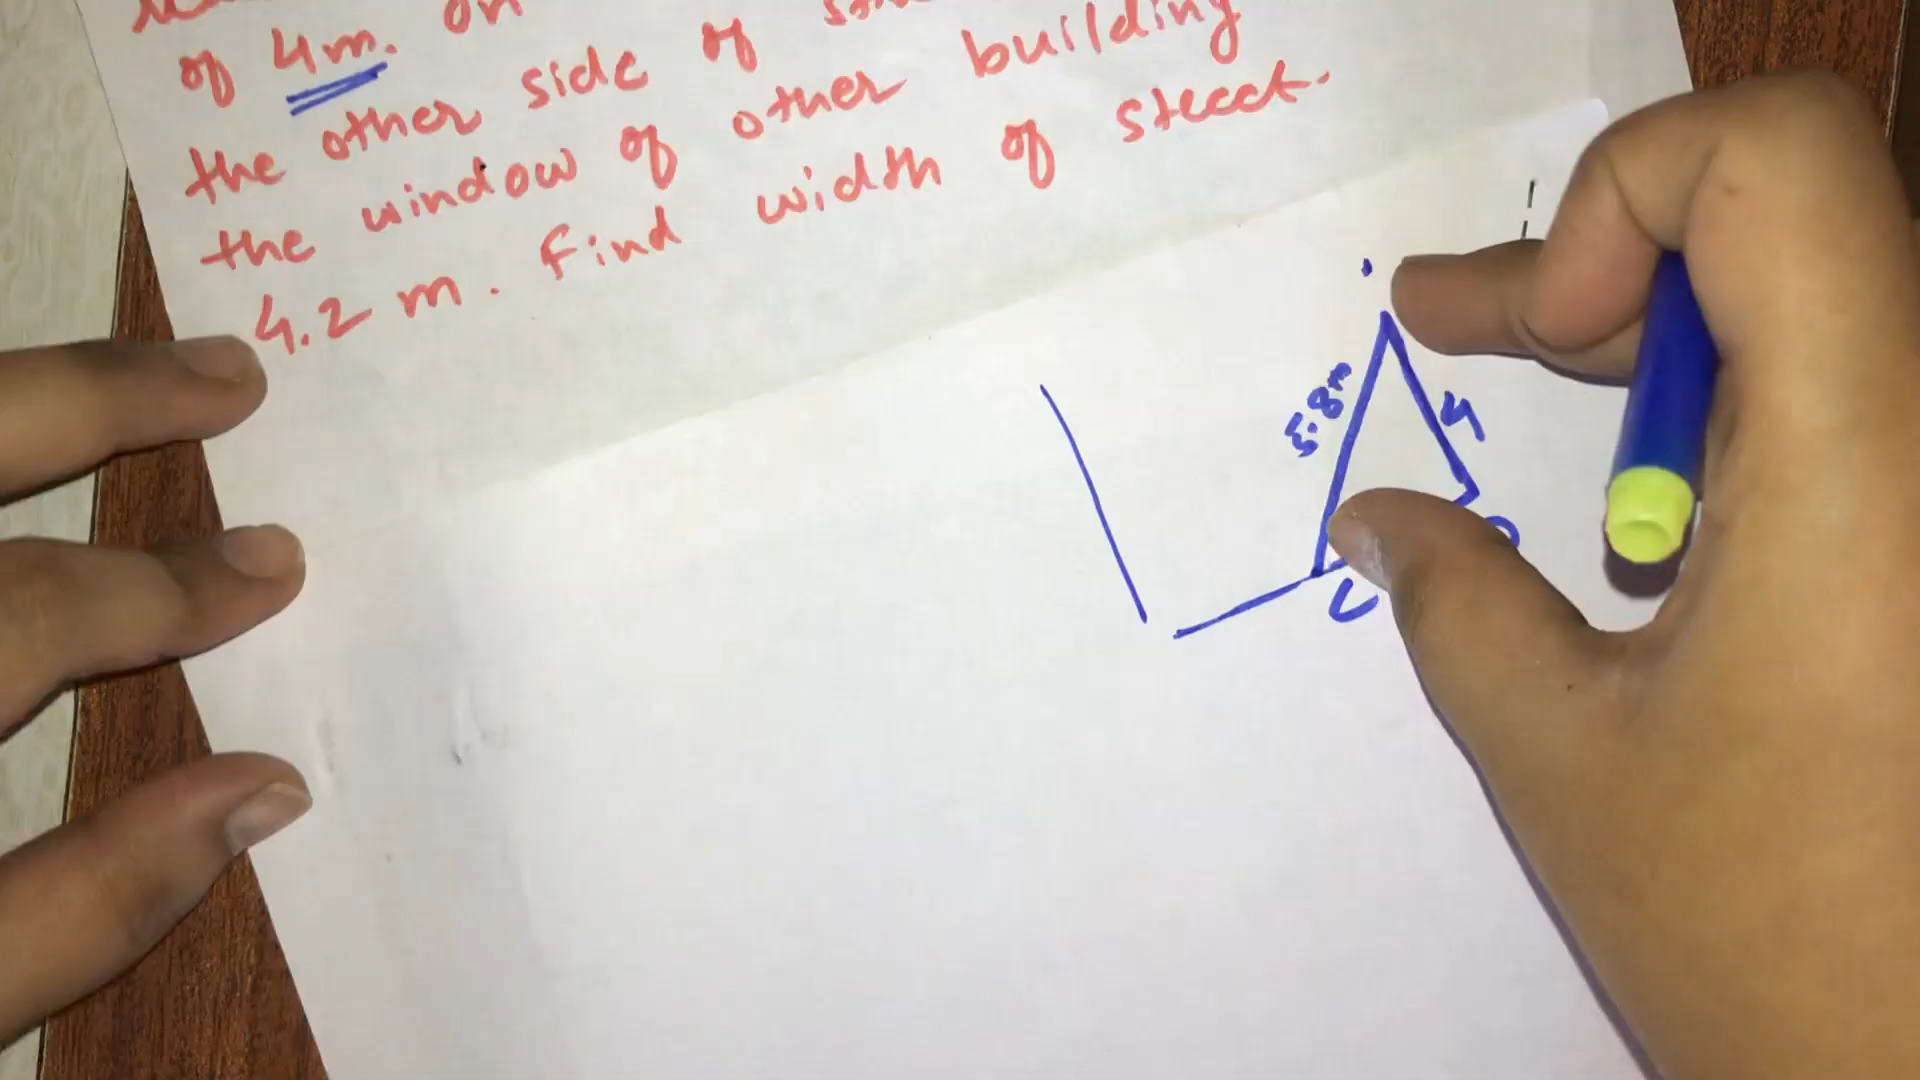 of 4m. on
the other side of
the window of other building
4.2 m. Find width of steeet.
5.8m
4
C